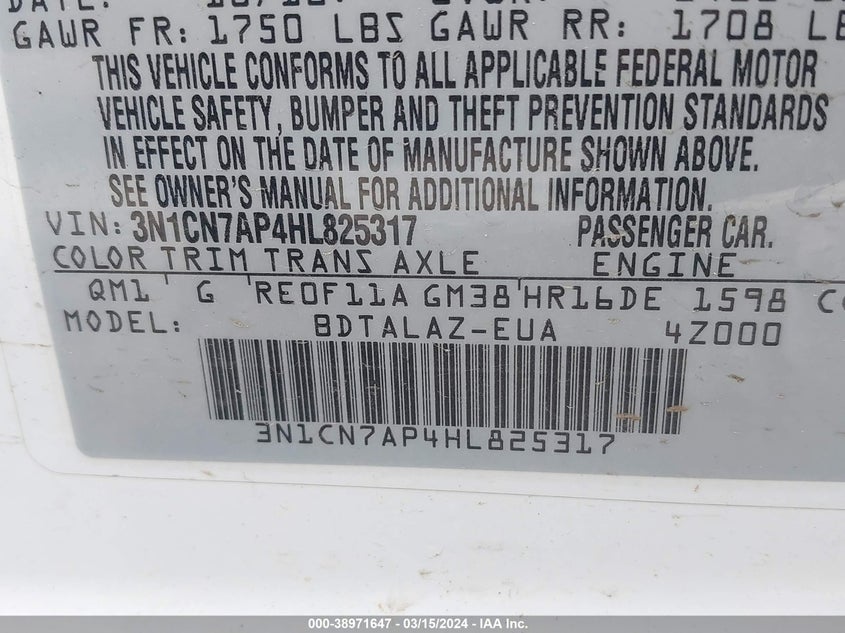 GAWR FR: 1750 LBS GAWR RR: 1708
THIS VEHICLE CONFORMS TO ALL APPLICABLE FEDERAL MOTOR
VEHICLE SAFETY, BUMPER AND THEFT PREVENTION STANDARDS
IN EFFECT ON THE DATE OF MANUFACTURE SHOWN ABOVE.
SEE OWNER'S MANUAL FOR ADDITIONAL INFORMATION.
VIN: 3N1CN7AP4HL825317 PASSENGER CAR.
COLOR TRIM TRANS AXLE ENGINE
QM1 G RE0F11A GM38 HR16DE 1598
MODEL: BDTALAZ-EUA 4Z000
3N1CN7AP4HL825317
000-38971647 - 03/15/2024 - IAA Inc.